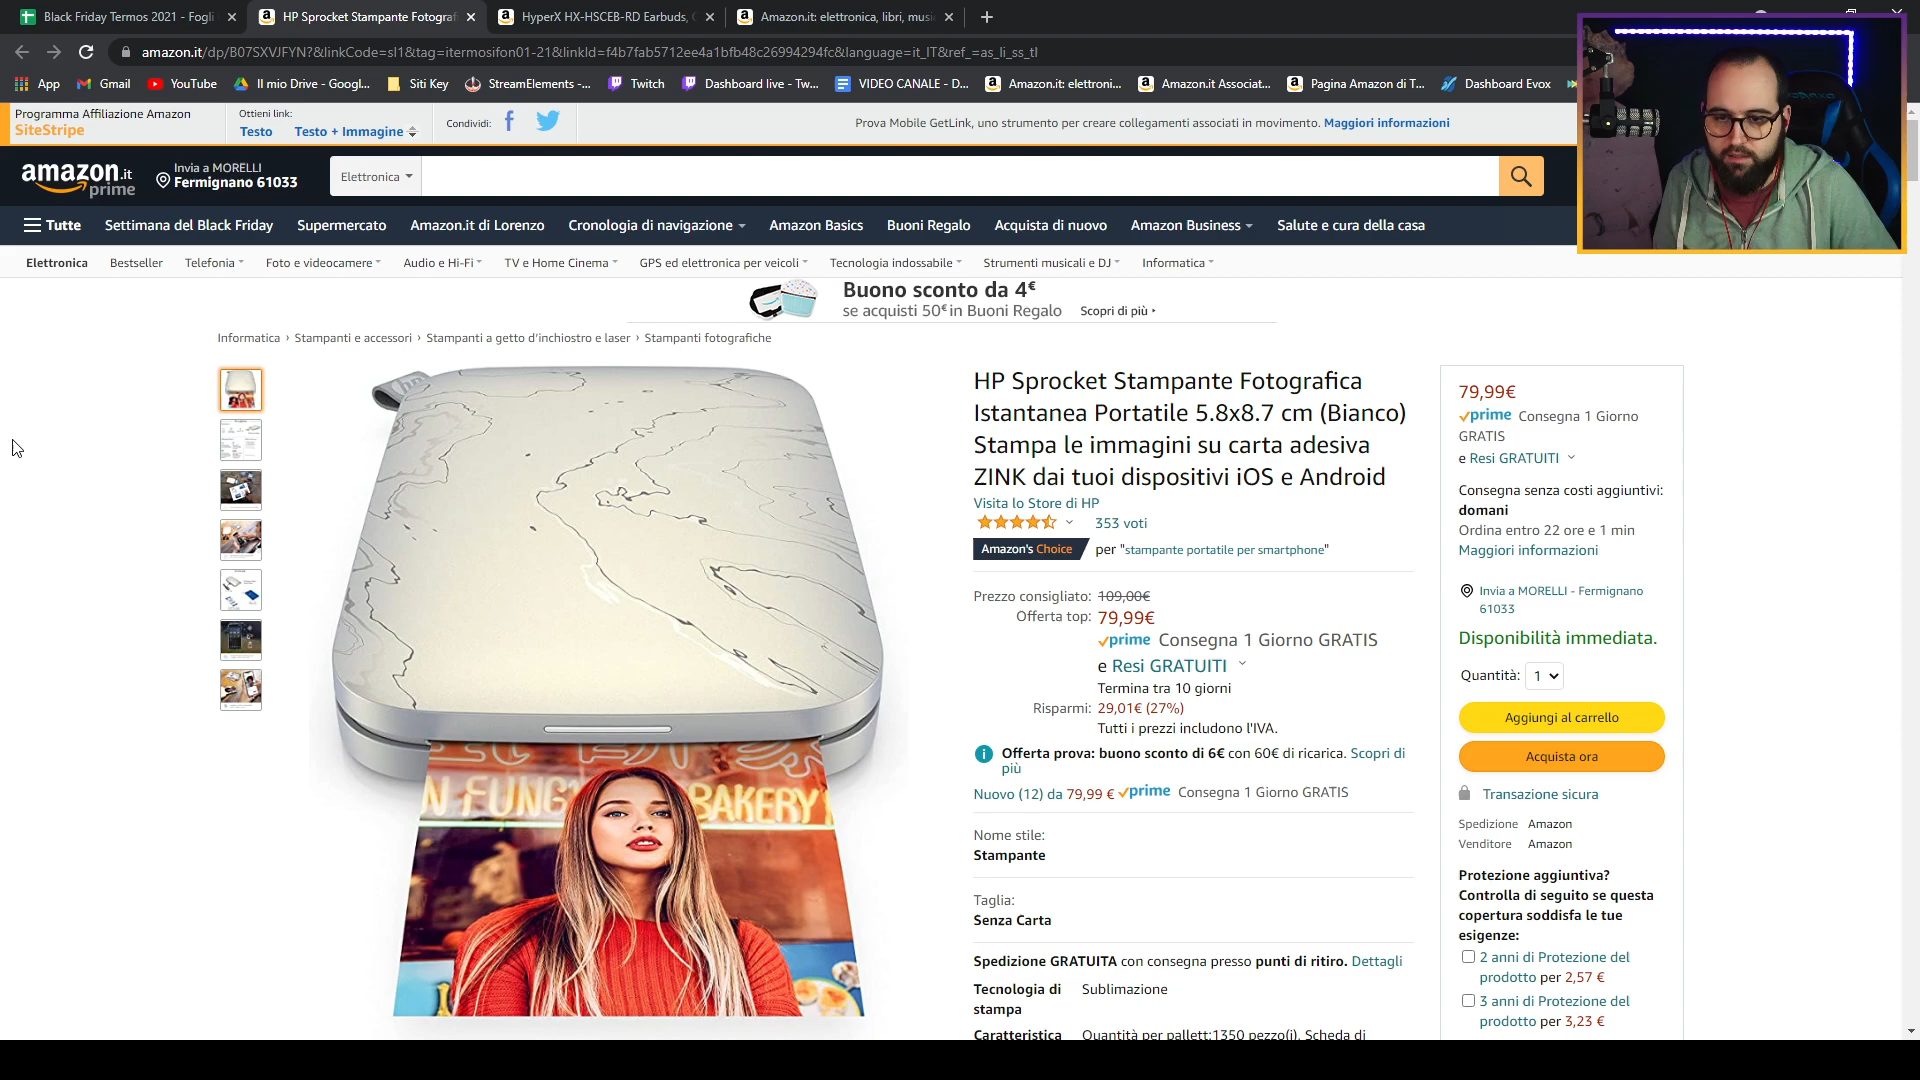 Black Friday Termos 2021 - Fogli
HP Sprocket Stampante Fotografi
HyperX HX-HSCEB-RD Earbuds, C
Amazon.it: elettronica, libri, musi
amazon.it/dp/B07SXVJFYN?&linkCode=sl1&tag=itermosifon01-21&linkId=f4b7fab5712ee4a1bfb48c26994294fc&language=it_IT&ref_=as_li_ss_tl
App Gmail YouTube Il mio Drive - Googl... Siti Key StreamElements -... Twitch Dashboard live - Tw... VIDEO CANALE - D... Amazon.it: elettroni... Amazon.it Associat... Pagina Amazon di T... Dashboard Evox
Programma Affiliazione Amazon
SiteStripe
Ottieni link:
Testo Testo + Immagine
Condividi:
Prova Mobile GetLink, uno strumento per creare collegamenti associati in movimento. Maggiori informazioni
amazon.it
prime
Invia a MORELLI
Fermignano 61033
Elettronica
Tutte Settimana del Black Friday Supermercato Amazon.it di Lorenzo Cronologia di navigazione Amazon Basics Buoni Regalo Acquista di nuovo Amazon Business Salute e cura della casa
Elettronica Bestseller Telefonia Foto e videocamere Audio e Hi-Fi TV e Home Cinema GPS ed elettronica per veicoli Tecnologia indossabile Strumenti musicali e DJ Informatica
Buono sconto da 4€
se acquisti 50€ in Buoni Regalo Scopri di più
Informatica › Stampanti e accessori › Stampanti a getto d'inchiostro e laser › Stampanti fotografiche
hp
N FUNG BAKERY
HP Sprocket Stampante Fotografica
Istantanea Portatile 5.8x8.7 cm (Bianco)
Stampa le immagini su carta adesiva
ZINK dai tuoi dispositivi iOS e Android
Visita lo Store di HP
353 voti
Amazon's Choice per "stampante portatile per smartphone"
Prezzo consigliato: 109,00€
Offerta top: 79,99€
prime Consegna 1 Giorno GRATIS
e Resi GRATUITI
Termina tra 10 giorni
Risparmi: 29,01€ (27%)
Tutti i prezzi includono l'IVA.
Offerta prova: buono sconto di 6€ con 60€ di ricarica. Scopri di
più
Nuovo (12) da 79,99 € prime Consegna 1 Giorno GRATIS
Nome stile:
Stampante
Taglia:
Senza Carta
Spedizione GRATUITA con consegna presso punti di ritiro. Dettagli
Tecnologia di Sublimazione
stampa
Caratteristica Quantità per pallett:1350 pezzo(i), Scheda di
79,99€
prime Consegna 1 Giorno
GRATIS
e Resi GRATUITI
Consegna senza costi aggiuntivi:
domani
Ordina entro 22 ore e 1 min
Maggiori informazioni
Invia a MORELLI - Fermignano
61033
Disponibilità immediata.
Quantità: 1
Aggiungi al carrello
Acquista ora
Transazione sicura
Spedizione Amazon
Venditore Amazon
Protezione aggiuntiva?
Controlla di seguito se questa
copertura soddisfa le tue
esigenze:
2 anni di Protezione del
prodotto per 2,57 €
3 anni di Protezione del
prodotto per 3,23 €